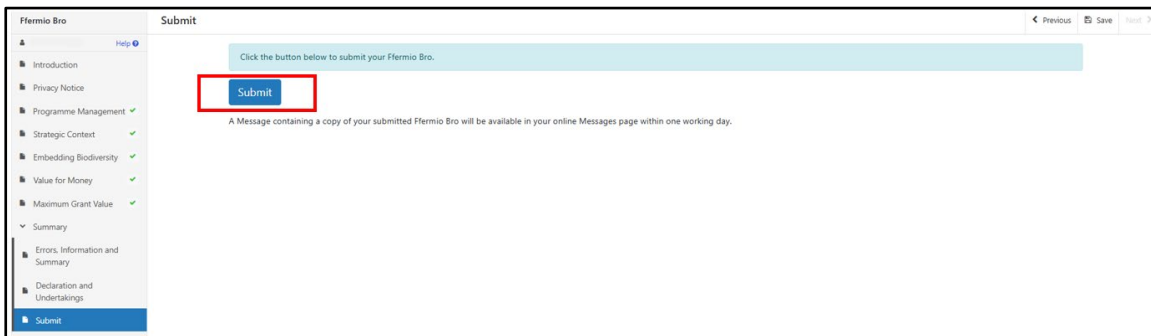 Ffermio Bro
Submit
Previous
Save
Next
Help
Introduction
Privacy Notice
Programme Management
Strategic Context
Embedding Biodiversity
Value for Money
Maximum Grant Value
Summary
Errors, Information and
Summary
Declaration and
Undertakings
Submit
Click the button below to submit your Ffermio Bro.
Submit
A Message containing a copy of your submitted Ffermio Bro will be available in your online Messages page within one working day.